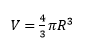 V = 4/3 πR³